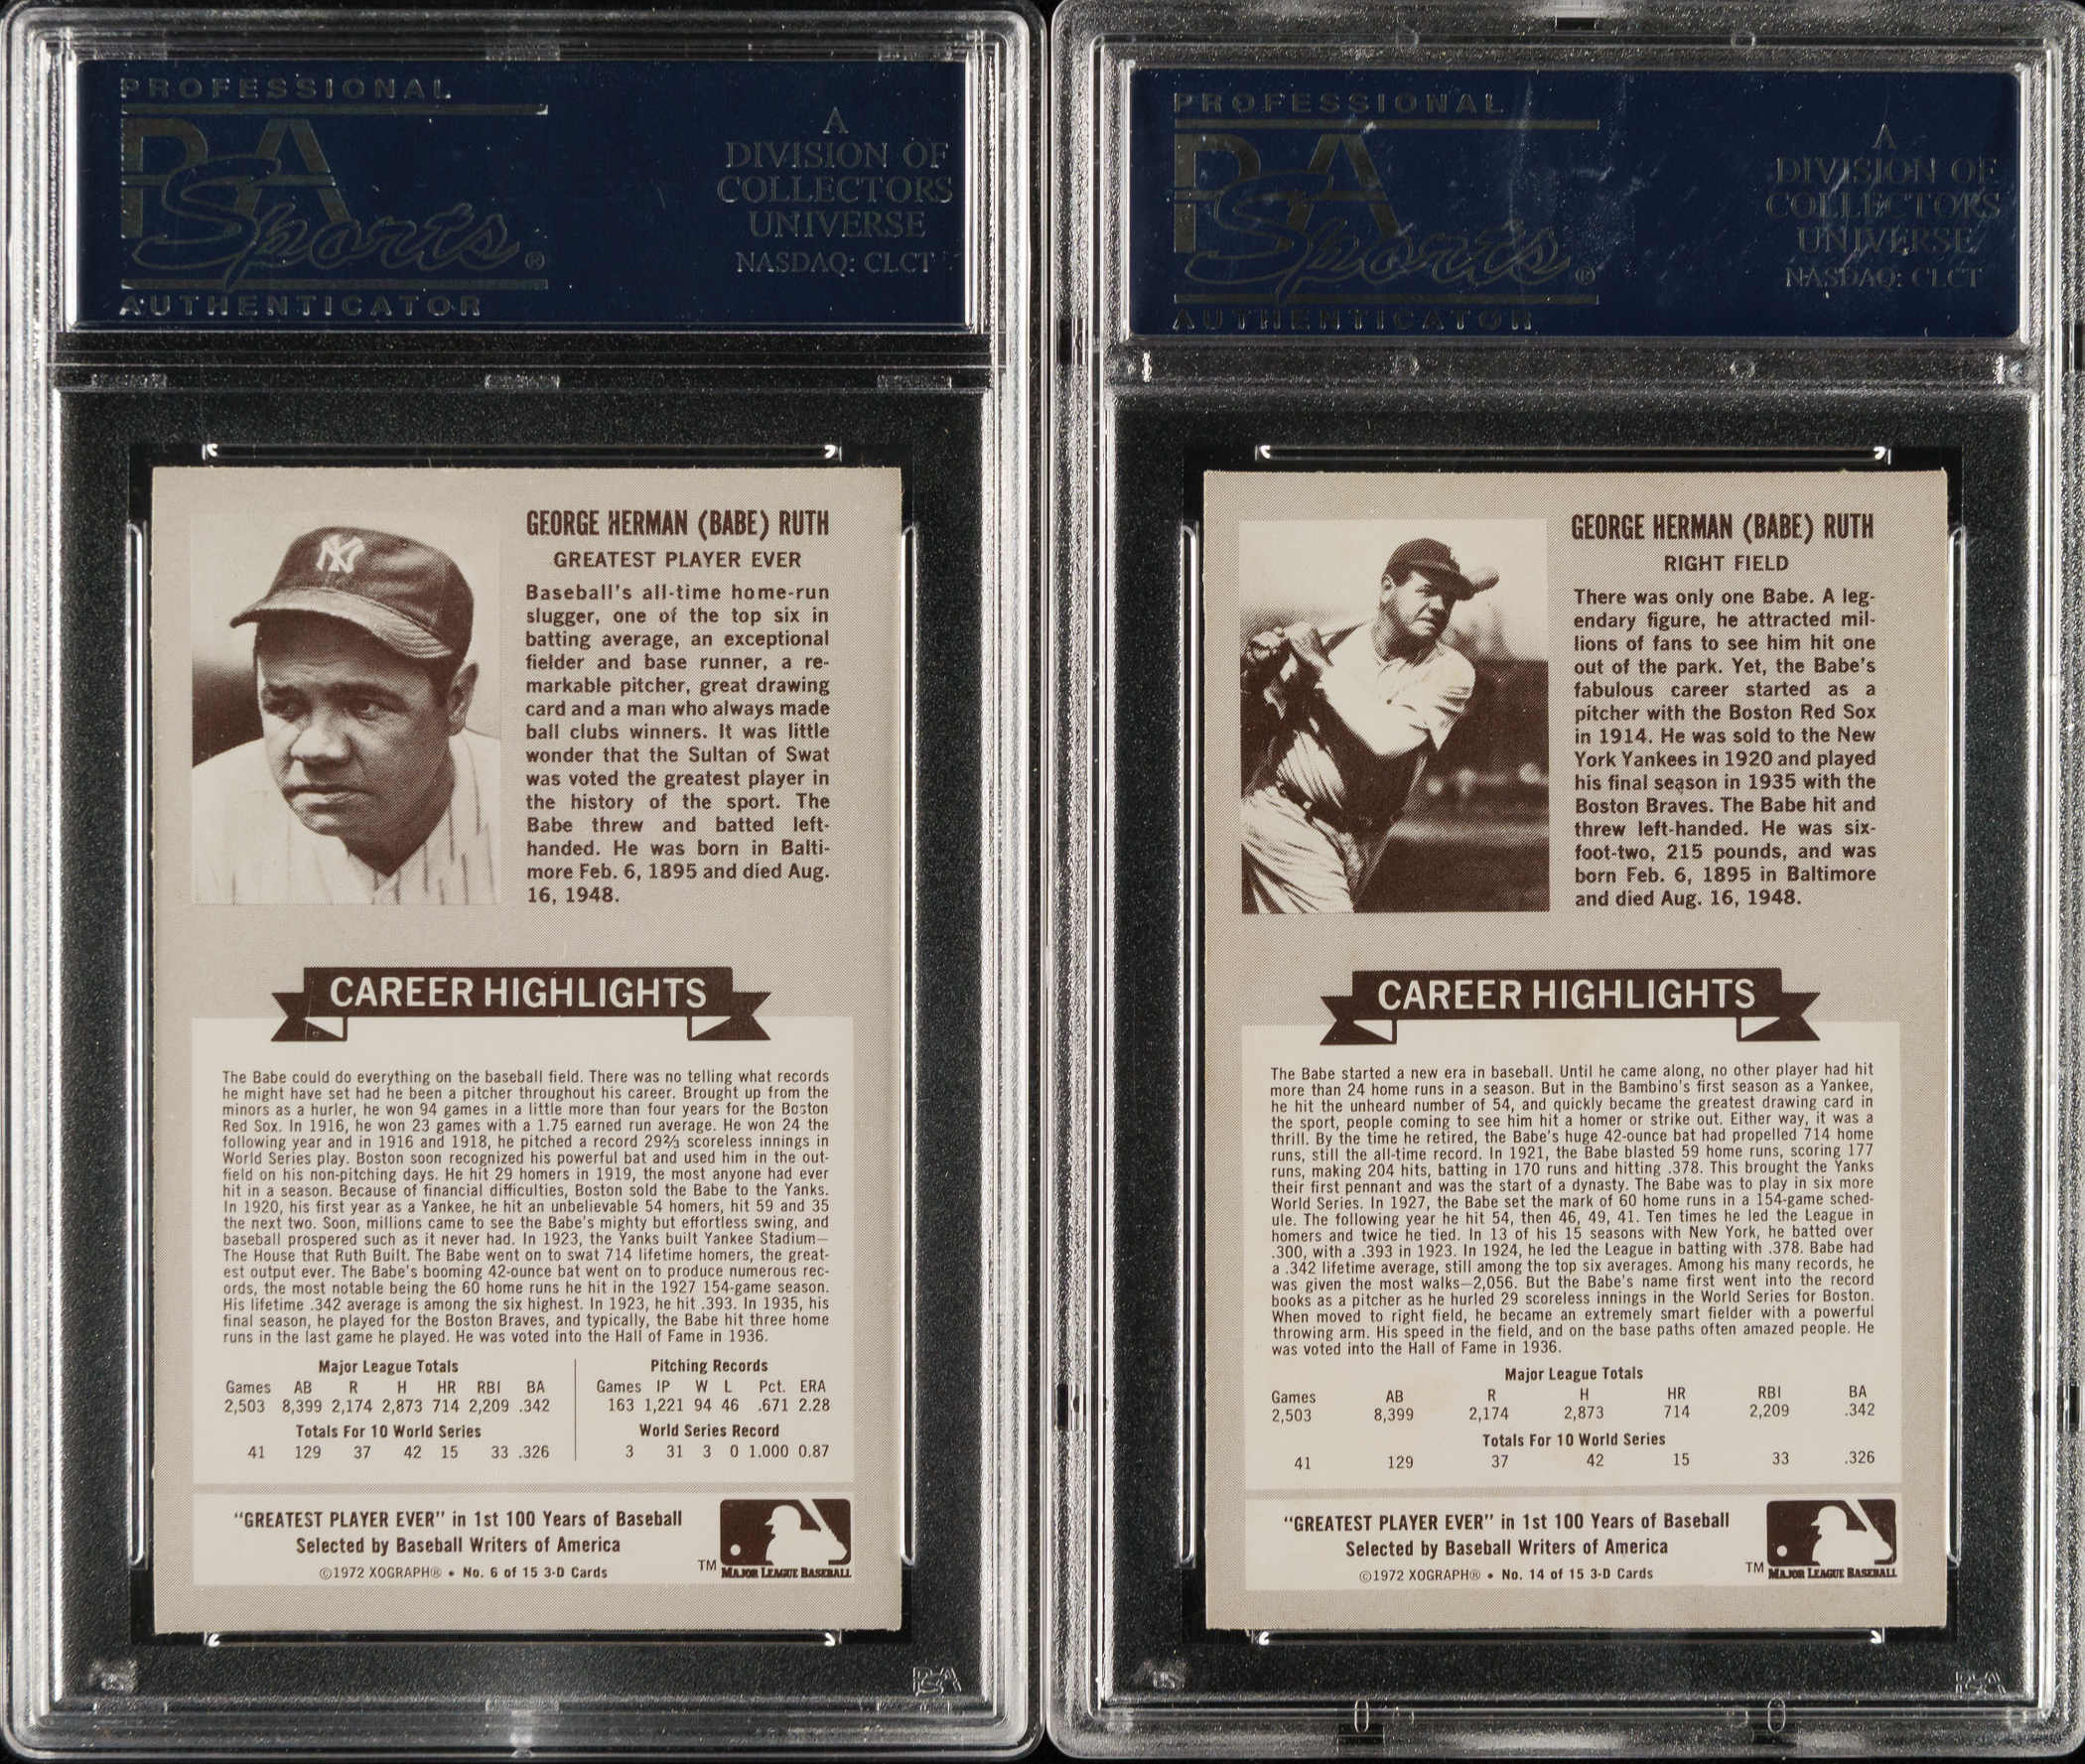 PROFESSIONAL
PSA
Sports®
AUTHENTICATOR
A
DIVISION OF
COLLECTORS
UNIVERSE
NASDAQ: CLCT
NY
GEORGE HERMAN (BABE) RUTH
GREATEST PLAYER EVER
Baseball's all-time home-run
slugger, one of the top six in
batting average, an exceptional
fielder and base runner, a re-
markable pitcher, great drawing
card and a man who always made
ball clubs winners. It was little
wonder that the Sultan of Swat
was voted the greatest player in
the history of the sport. The
Babe threw and batted left-
handed. He was born in Balti-
more Feb. 6, 1895 and died Aug.
16, 1948.
CAREER HIGHLIGHTS
The Babe could do everything on the baseball field. There was no telling what records
he might have set had he been a pitcher throughout his career. Brought up from the
minors as a hurler, he won 94 games in a little more than four years for the Boston
Red Sox. In 1916, he won 23 games with a 1.75 earned run average. He won 24 the
following year and in 1916 and 1918, he pitched a record 29⅔ scoreless innings in
World Series play. Boston soon recognized his powerful bat and used him in the out-
field on his non-pitching days. He hit 29 homers in 1919, the most anyone had ever
hit in a season. Because of financial difficulties, Boston sold the Babe to the Yanks.
In 1920, his first year as a Yankee, he hit an unbelievable 54 homers, hit 59 and 35
the next two. Soon, millions came to see the Babe's mighty but effortless swing, and
baseball prospered such as it never had. In 1923, the Yanks built Yankee Stadium—
The House that Ruth Built. The Babe went on to swat 714 lifetime homers, the great-
est output ever. The Babe's booming 42-ounce bat went on to produce numerous rec-
ords, the most notable being the 60 home runs he hit in the 1927 154-game season.
His lifetime .342 average is among the six highest. In 1923, he hit .393. In 1935, his
final season, he played for the Boston Braves, and typically, the Babe hit three home
runs in the last game he played. He was voted into the Hall of Fame in 1936.
Major League Totals
Games AB R H HR RBI BA
2,503 8,399 2,174 2,873 714 2,209 .342
Totals For 10 World Series
41 129 37 42 15 33 .326
Pitching Records
Games IP W L Pct. ERA
163 1,221 94 46 .671 2.28
World Series Record
3 31 3 0 1.000 0.87
"GREATEST PLAYER EVER" in 1st 100 Years of Baseball
Selected by Baseball Writers of America
©1972 XOGRAPH® • No. 6 of 15 3-D Cards
TM MAJOR LEAGUE BASEBALL
PSA
PROFESSIONAL
PSA
Sports®
AUTHENTICATOR
A
DIVISION OF
COLLECTORS
UNIVERSE
NASDAQ: CLCT
GEORGE HERMAN (BABE) RUTH
RIGHT FIELD
There was only one Babe. A leg-
endary figure, he attracted mil-
lions of fans to see him hit one
out of the park. Yet, the Babe's
fabulous career started as a
pitcher with the Boston Red Sox
in 1914. He was sold to the New
York Yankees in 1920 and played
his final season in 1935 with the
Boston Braves. The Babe hit and
threw left-handed. He was six-
foot-two, 215 pounds, and was
born Feb. 6, 1895 in Baltimore
and died Aug. 16, 1948.
CAREER HIGHLIGHTS
The Babe started a new era in baseball. Until he came along, no other player had hit
more than 24 home runs in a season. But in the Bambino's first season as a Yankee,
he hit the unheard number of 54, and quickly became the greatest drawing card in
the sport, people coming to see him hit a homer or strike out. Either way, it was a
thrill. By the time he retired, the Babe's huge 42-ounce bat had propelled 714 home
runs, still the all-time record. In 1921, the Babe blasted 59 home runs, scoring 177
runs, making 204 hits, batting in 170 runs and hitting .378. This brought the Yanks
their first pennant and was the start of a dynasty. The Babe was to play in six more
World Series. In 1927, the Babe set the mark of 60 home runs in a 154-game sched-
ule. The following year he hit 54, then 46, 49, 41. Ten times he led the League in
homers and twice he tied. In 13 of his 15 seasons with New York, he batted over
.300, with a .393 in 1923. In 1924, he led the League in batting with .378. Babe had
a .342 lifetime average, still among the top six averages. Among his many records, he
was given the most walks—2,056. But the Babe's name first went into the record
books as a pitcher as he hurled 29 scoreless innings in the World Series for Boston.
When moved to right field, he became an extremely smart fielder with a powerful
throwing arm. His speed in the field, and on the base paths often amazed people. He
was voted into the Hall of Fame in 1936.
Major League Totals
Games AB R H HR RBI BA
2,503 8,399 2,174 2,873 714 2,209 .342
Totals For 10 World Series
41 129 37 42 15 33 .326
"GREATEST PLAYER EVER" in 1st 100 Years of Baseball
Selected by Baseball Writers of America
©1972 XOGRAPH® • No. 14 of 15 3-D Cards
TM MAJOR LEAGUE BASEBALL
PSA